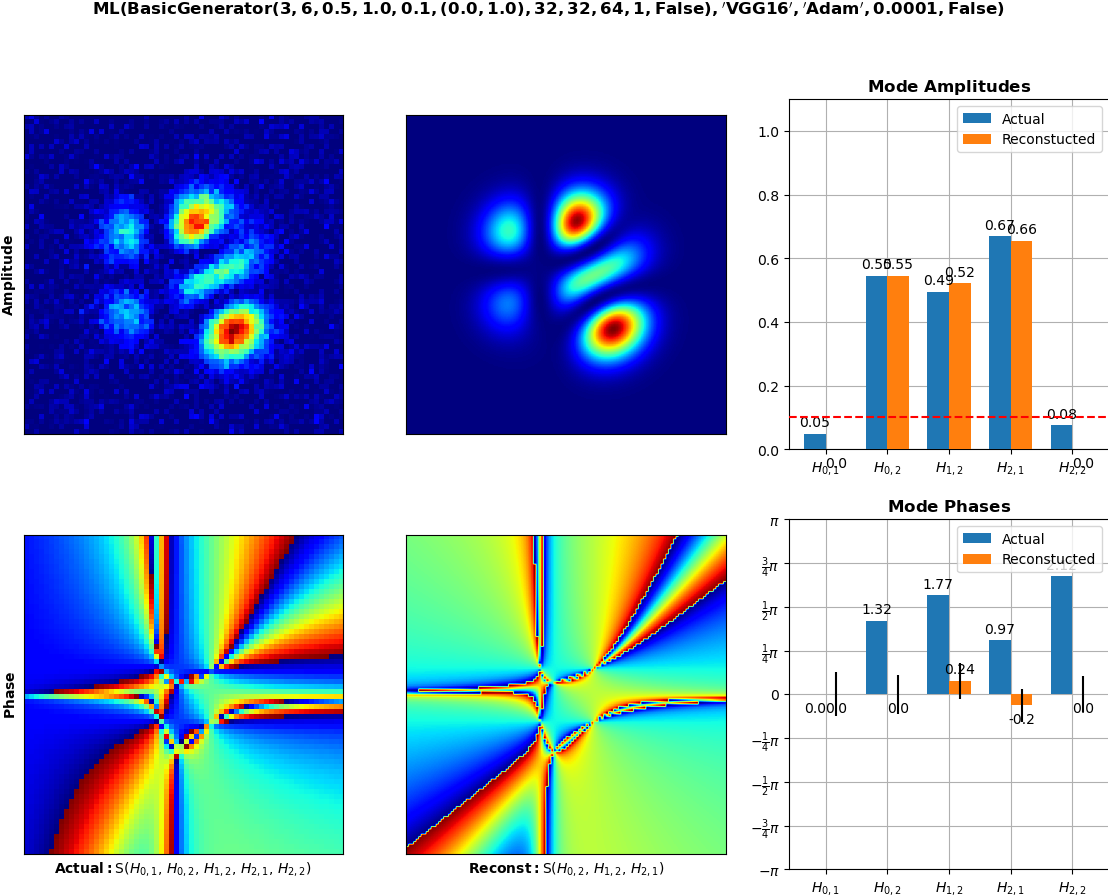 ML(BasicGenerator(3, 6, 0.5, 1.0, 0.1, (0.0, 1.0), 32, 32, 64, 1, False), 'VGG16', 'Adam', 0.0001, False)
Amplitude
Mode Amplitudes
Actual
Reconstucted
1.0
0.8
0.6
0.4
0.2
0.0
0.05
0.0
0.55
0.55
0.49
0.52
0.67
0.66
0.08
0.0
H0,1 H0,2 H1,2 H2,1 H2,2
Phase
Actual: S(H0,1, H0,2, H1,2, H2,1, H2,2)
Reconst: S(H0,2, H1,2, H2,1)
Mode Phases
Actual
Reconstucted
π
3/4π
1/2π
1/4π
0
−1/4π
−1/2π
−3/4π
−π
0.0
0.0
1.32
0.0
1.77
0.24
0.97
-0.2
2.12
0.0
H0,1 H0,2 H1,2 H2,1 H2,2